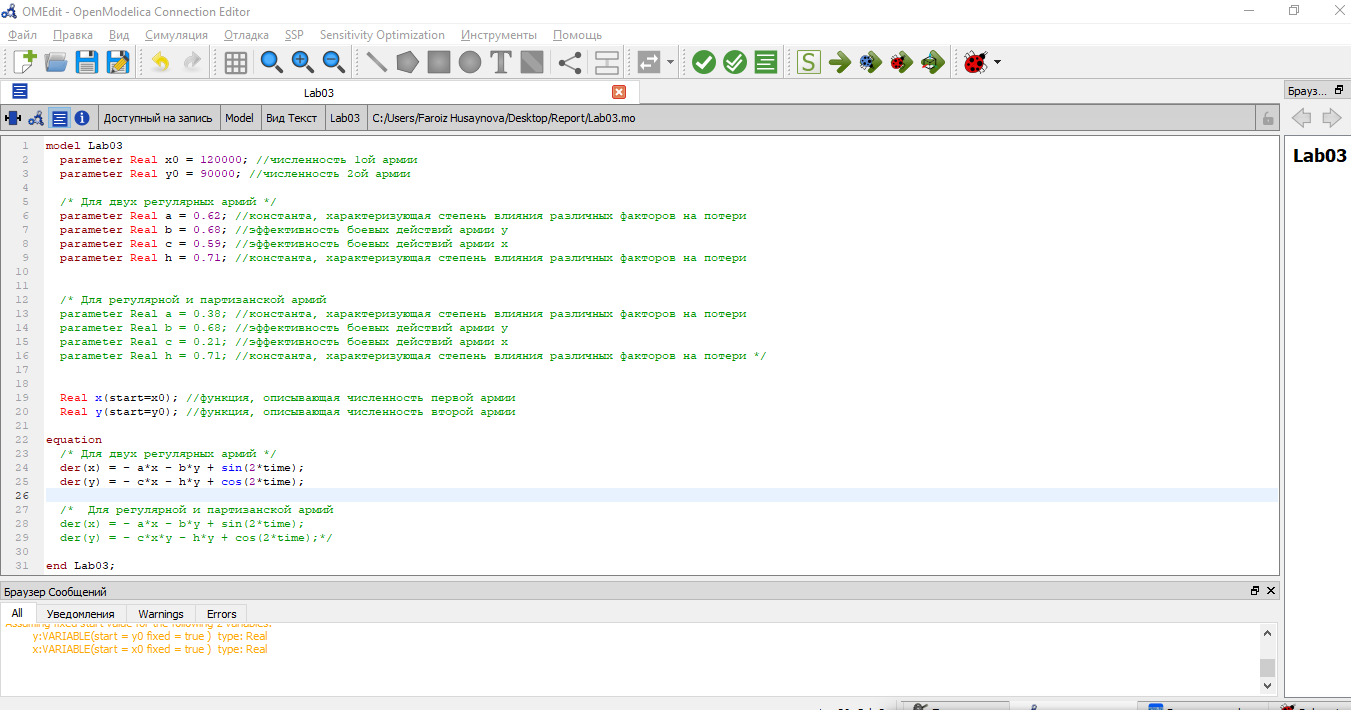 OMEdit - OpenModelica Connection Editor
Файл Правка Вид Симуляция Отладка SSP Sensitivity Optimization Инструменты Помощь
Lab03
Брауз...
Доступный на запись Model Вид Текст Lab03 C:/Users/Faroiz Husaynova/Desktop/Report/Lab03.mo
Lab03
1 model Lab03
2 parameter Real x0 = 120000; //численность 1ой армии
3 parameter Real y0 = 90000; //численность 2ой армии
4
5 /* Для двух регулярных армий */
6 parameter Real a = 0.62; //константа, характеризующая степень влияния различных факторов на потери
7 parameter Real b = 0.68; //эффективность боевых действий армии у
8 parameter Real c = 0.59; //эффективность боевых действий армии х
9 parameter Real h = 0.71; //константа, характеризующая степень влияния различных факторов на потери
10
11
12 /* Для регулярной и партизанской армий
13 parameter Real a = 0.38; //константа, характеризующая степень влияния различных факторов на потери
14 parameter Real b = 0.68; //эффективность боевых действий армии у
15 parameter Real c = 0.21; //эффективность боевых действий армии х
16 parameter Real h = 0.71; //константа, характеризующая степень влияния различных факторов на потери */
17
18
19 Real x(start=x0); //функция, описывающая численность первой армии
20 Real y(start=y0); //функция, описывающая численность второй армии
21
22 equation
23 /* Для двух регулярных армий */
24 der(x) = - a*x - b*y + sin(2*time);
25 der(y) = - c*x - h*y + cos(2*time);
26
27 /* Для регулярной и партизанской армий
28 der(x) = - a*x - b*y + sin(2*time);
29 der(y) = - c*x*y - h*y + cos(2*time);*/
30
31 end Lab03;
Браузер Сообщений
All Уведомления Warnings Errors
Assuming fixed start value for the following 2 variables:
y:VARIABLE(start = y0 fixed = true ) type: Real
x:VARIABLE(start = x0 fixed = true ) type: Real